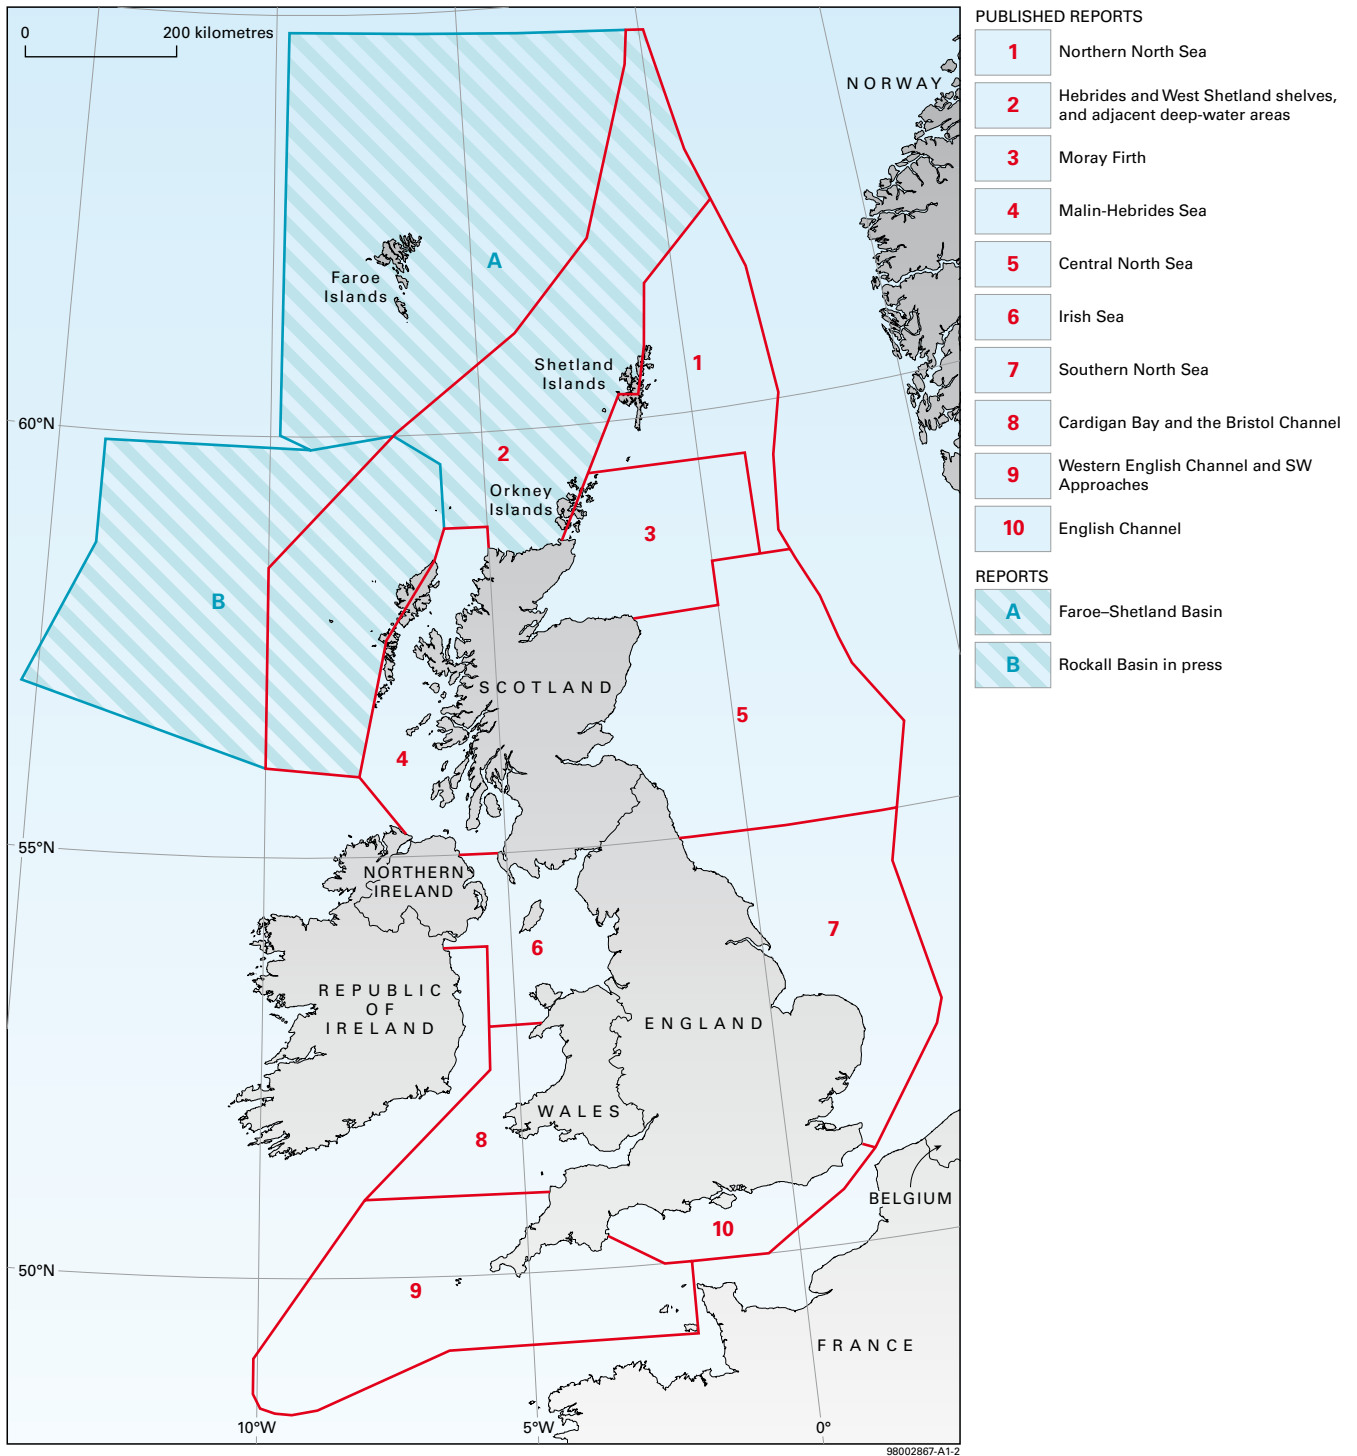 0
200 kilometres
NORWAY
A
Faroe
Islands
Shetland
Islands
1
60°N
2
Orkney
Islands
3
B
SCOTLAND
5
4
55°N
NORTHERN
IRELAND
7
6
REPUBLIC
OF
IRELAND
ENGLAND
WALES
8
BELGIUM
10
50°N
9
FRANCE
10°W
5°W
0°
98002867-A1-2
PUBLISHED REPORTS
1 Northern North Sea
2 Hebrides and West Shetland shelves,
and adjacent deep-water areas
3 Moray Firth
4 Malin-Hebrides Sea
5 Central North Sea
6 Irish Sea
7 Southern North Sea
8 Cardigan Bay and the Bristol Channel
9 Western English Channel and SW
Approaches
10 English Channel
REPORTS
A Faroe–Shetland Basin
B Rockall Basin in press